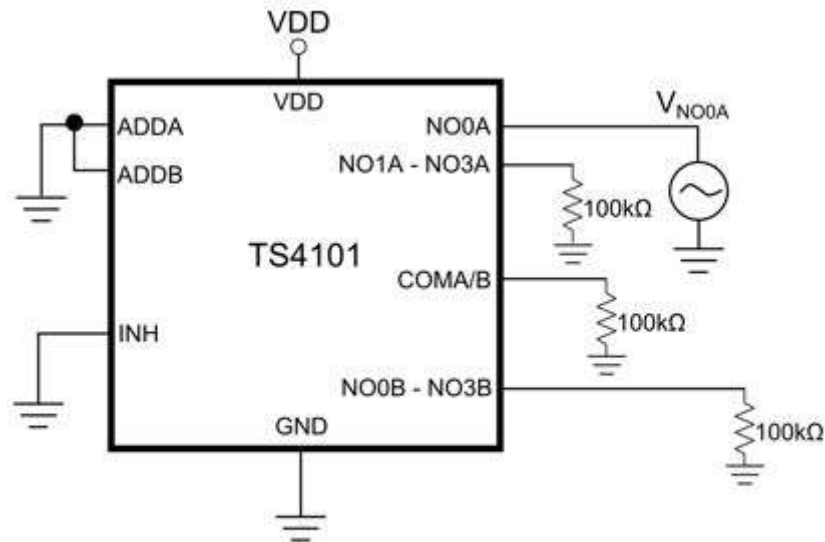 VDD
VDD
ADDA
NO0A
V_NO0A
NO1A - NO3A
ADDB
100kΩ
TS4101
COMA/B
100kΩ
INH
NO0B - NO3B
GND
100kΩ